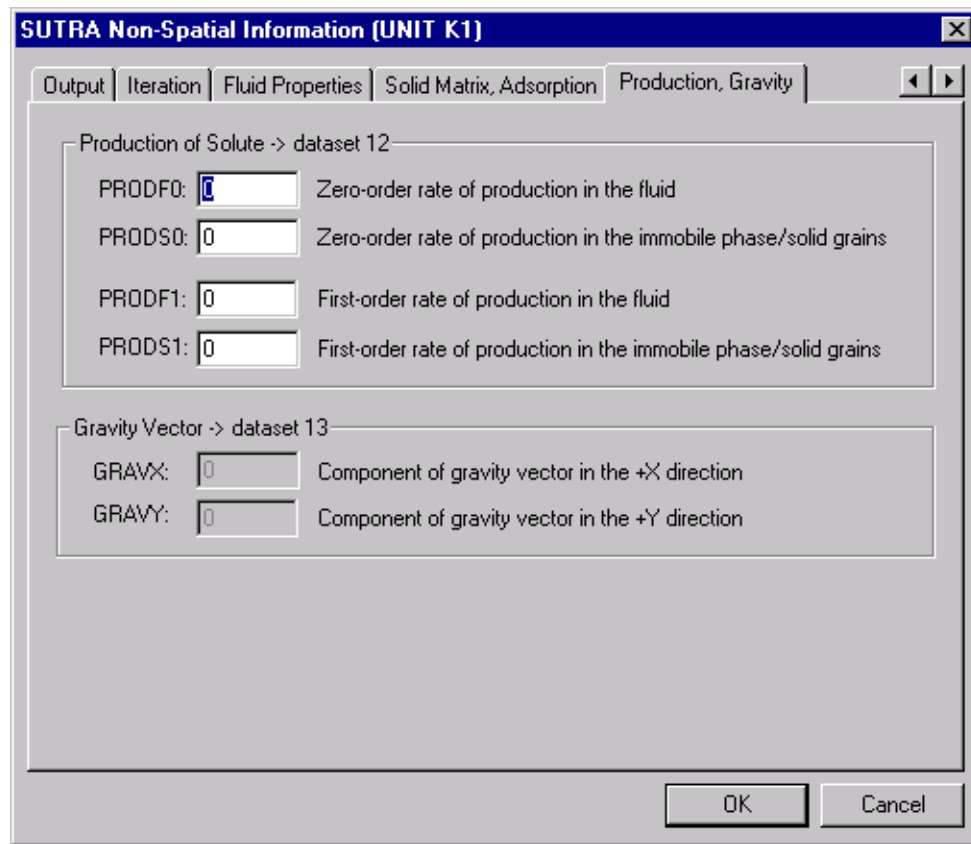 SUTRA Non-Spatial Information (UNIT K1)
Output Iteration Fluid Properties Solid Matrix, Adsorption Production, Gravity
Production of Solute -> dataset 12
PRODF0: 0 Zero-order rate of production in the fluid
PRODS0: 0 Zero-order rate of production in the immobile phase/solid grains
PRODF1: 0 First-order rate of production in the fluid
PRODS1: 0 First-order rate of production in the immobile phase/solid grains
Gravity Vector -> dataset 13
GRAVX: 0 Component of gravity vector in the +X direction
GRAVY: 0 Component of gravity vector in the +Y direction
OK Cancel